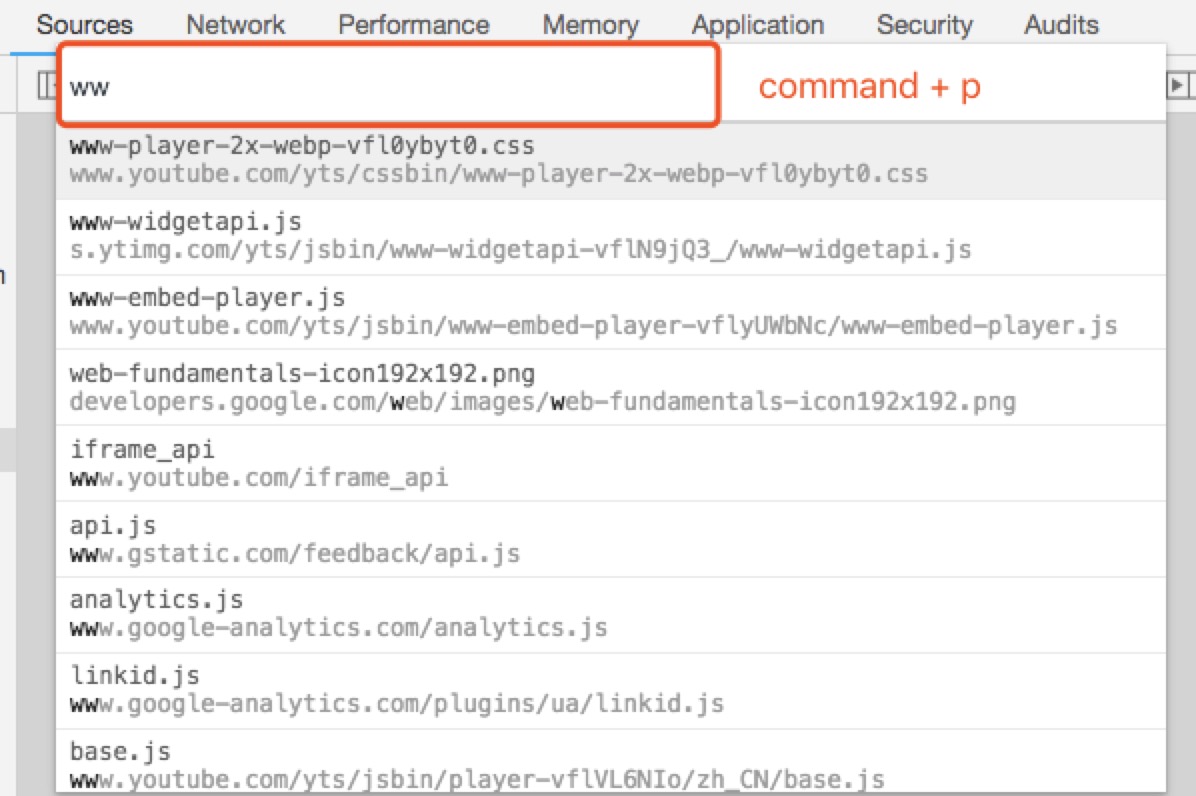 Sources Network Performance Memory Application Security Audits
ww command + p
www-player-2x-webp-vfl0ybyt0.css
www.youtube.com/yts/cssbin/www-player-2x-webp-vfl0ybyt0.css
www-widgetapi.js
s.ytimg.com/yts/jsbin/www-widgetapi-vflN9jQ3_/www-widgetapi.js
www-embed-player.js
www.youtube.com/yts/jsbin/www-embed-player-vflyUWbNc/www-embed-player.js
web-fundamentals-icon192x192.png
developers.google.com/web/images/web-fundamentals-icon192x192.png
iframe_api
www.youtube.com/iframe_api
api.js
www.gstatic.com/feedback/api.js
analytics.js
www.google-analytics.com/analytics.js
linkid.js
www.google-analytics.com/plugins/ua/linkid.js
base.js
www.youtube.com/yts/jsbin/player-vflVL6NIo/zh_CN/base.js